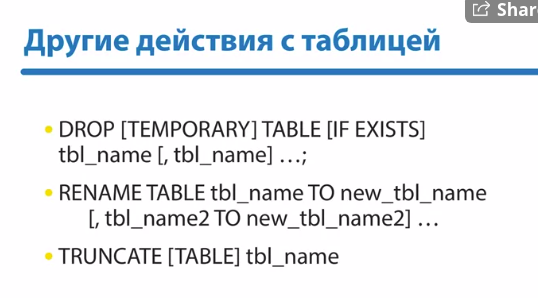 Shar
Другие действия с таблицей
• DROP [TEMPORARY] TABLE [IF EXISTS]
tbl_name [, tbl_name] ...;
• RENAME TABLE tbl_name TO new_tbl_name
[, tbl_name2 TO new_tbl_name2] ...
• TRUNCATE [TABLE] tbl_name